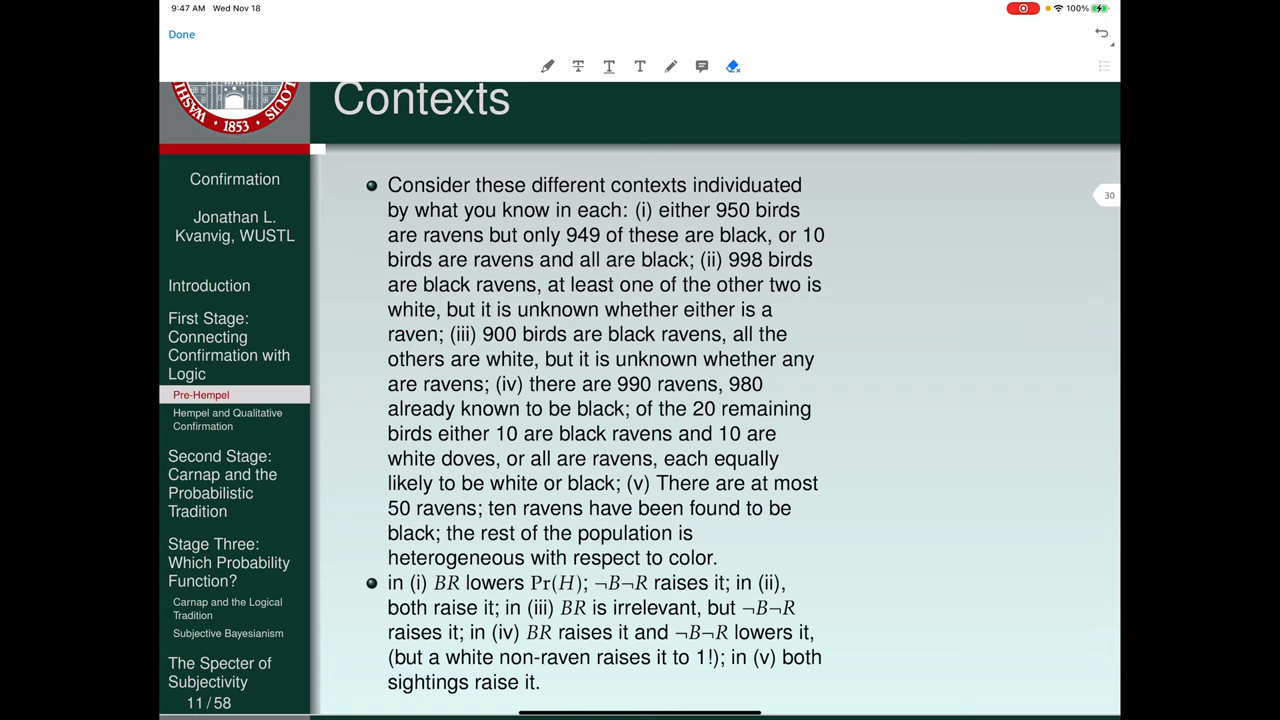 9:47 AM Wed Nov 18
100%
Done
Contexts
1853
Confirmation
Jonathan L.
Kvanvig, WUSTL
Introduction
First Stage:
Connecting
Confirmation with
Logic
Pre-Hempel
Hempel and Qualitative
Confirmation
Second Stage:
Carnap and the
Probabilistic
Tradition
Stage Three:
Which Probability
Function?
Carnap and the Logical
Tradition
Subjective Bayesianism
The Specter of
Subjectivity
11 / 58
Consider these different contexts individuated
by what you know in each: (i) either 950 birds
are ravens but only 949 of these are black, or 10
birds are ravens and all are black; (ii) 998 birds
are black ravens, at least one of the other two is
white, but it is unknown whether either is a
raven; (iii) 900 birds are black ravens, all the
others are white, but it is unknown whether any
are ravens; (iv) there are 990 ravens, 980
already known to be black; of the 20 remaining
birds either 10 are black ravens and 10 are
white doves, or all are ravens, each equally
likely to be white or black; (v) There are at most
50 ravens; ten ravens have been found to be
black; the rest of the population is
heterogeneous with respect to color.
in (i) BR lowers Pr(H); ¬B¬R raises it; in (ii),
both raise it; in (iii) BR is irrelevant, but ¬B¬R
raises it; in (iv) BR raises it and ¬B¬R lowers it,
(but a white non-raven raises it to 1!); in (v) both
sightings raise it.
30